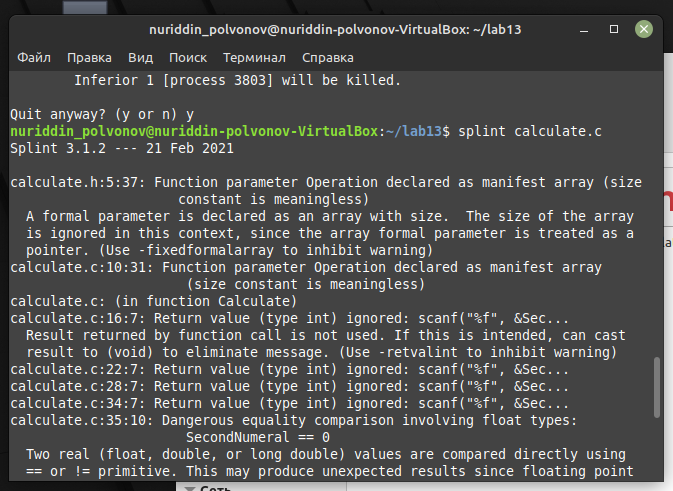 nuriddin_polvonov@nuriddin-polvonov-VirtualBox: ~/lab13
Файл Правка Вид Поиск Терминал Справка
Inferior 1 [process 3803] will be killed.
Quit anyway? (y or n) y
nuriddin_polvonov@nuriddin-polvonov-VirtualBox:~/lab13$ splint calculate.c
Splint 3.1.2 --- 21 Feb 2021
calculate.h:5:37: Function parameter Operation declared as manifest array (size
constant is meaningless)
A formal parameter is declared as an array with size.  The size of the array
is ignored in this context, since the array formal parameter is treated as a
pointer. (Use -fixedformalarray to inhibit warning)
calculate.c:10:31: Function parameter Operation declared as manifest array
(size constant is meaningless)
calculate.c: (in function Calculate)
calculate.c:16:7: Return value (type int) ignored: scanf("%f", &Sec...
Result returned by function call is not used. If this is intended, can cast
result to (void) to eliminate message. (Use -retvalint to inhibit warning)
calculate.c:22:7: Return value (type int) ignored: scanf("%f", &Sec...
calculate.c:28:7: Return value (type int) ignored: scanf("%f", &Sec...
calculate.c:34:7: Return value (type int) ignored: scanf("%f", &Sec...
calculate.c:35:10: Dangerous equality comparison involving float types:
SecondNumeral == 0
Two real (float, double, or long double) values are compared directly using
== or != primitive. This may produce unexpected results since floating point